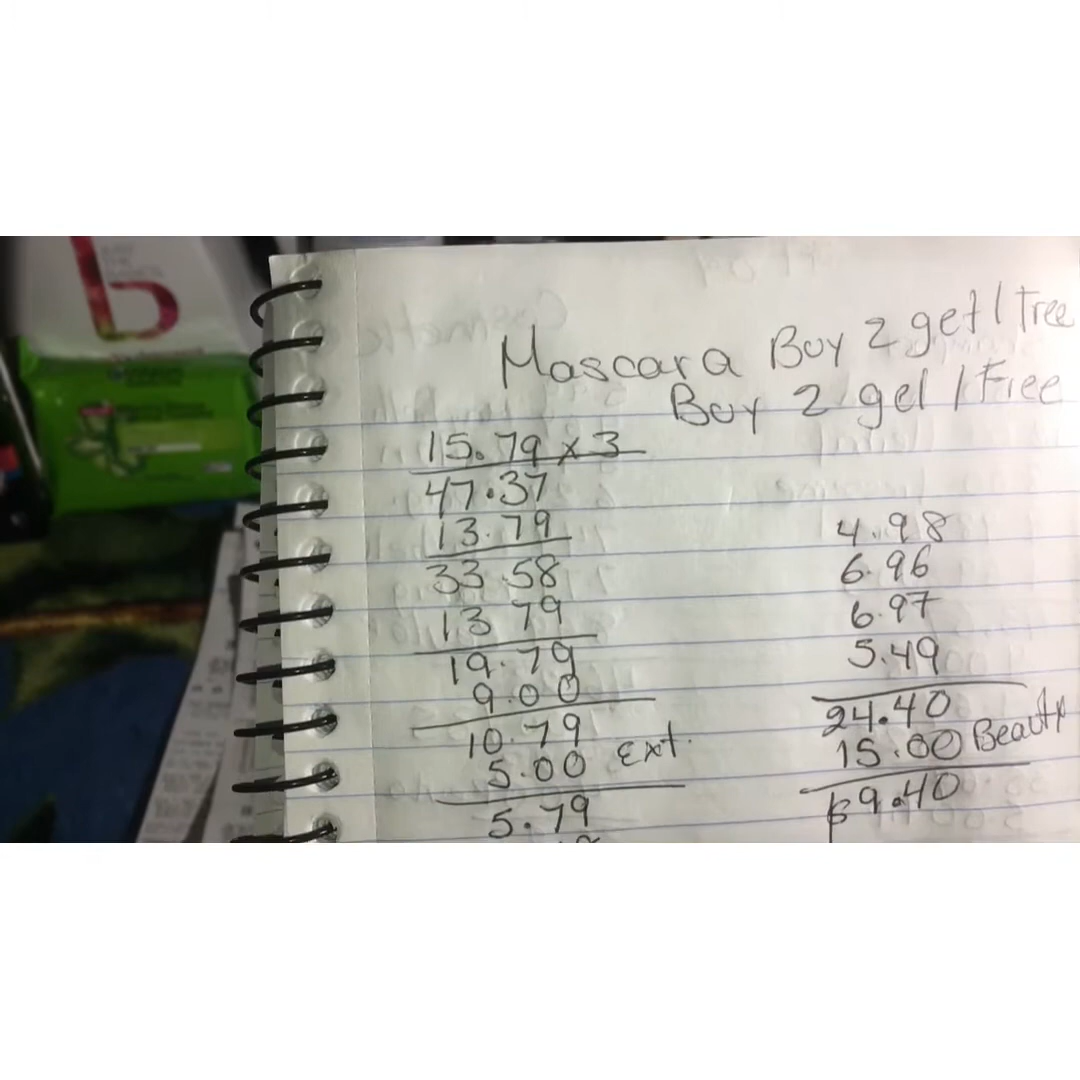 Mascara Buy 2 get 1 free
Buy 2 gel 1 Free
15.79 x 3
47.37
13.79
33.58
13 79
19.79
9.00
10.79
5.00 Ext.
5.79
4.98
6.96
6.97
5.49
24.40
15.00 Beauty
$9.40
b